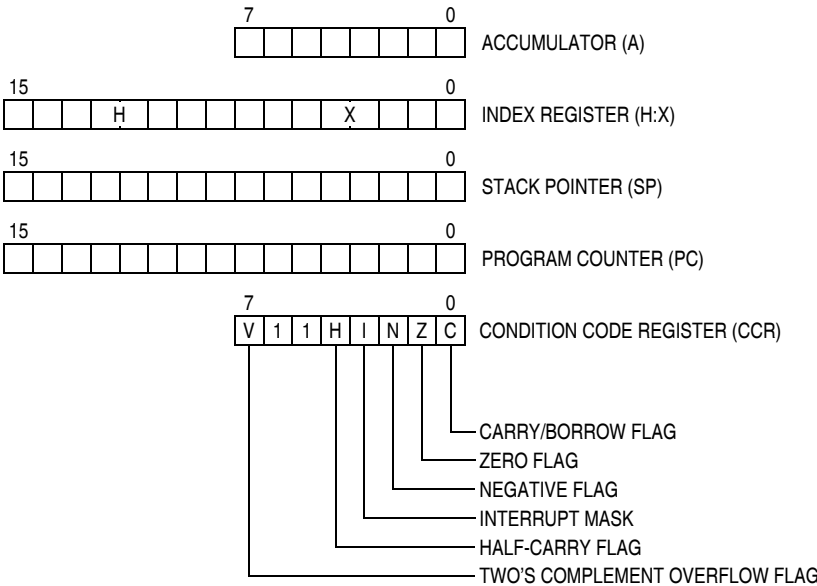 7 0
ACCUMULATOR (A)
15 0
H X INDEX REGISTER (H:X)
15 0
STACK POINTER (SP)
15 0
PROGRAM COUNTER (PC)
7 0
V 1 1 H I N Z C CONDITION CODE REGISTER (CCR)
CARRY/BORROW FLAG
ZERO FLAG
NEGATIVE FLAG
INTERRUPT MASK
HALF-CARRY FLAG
TWO'S COMPLEMENT OVERFLOW FLAG